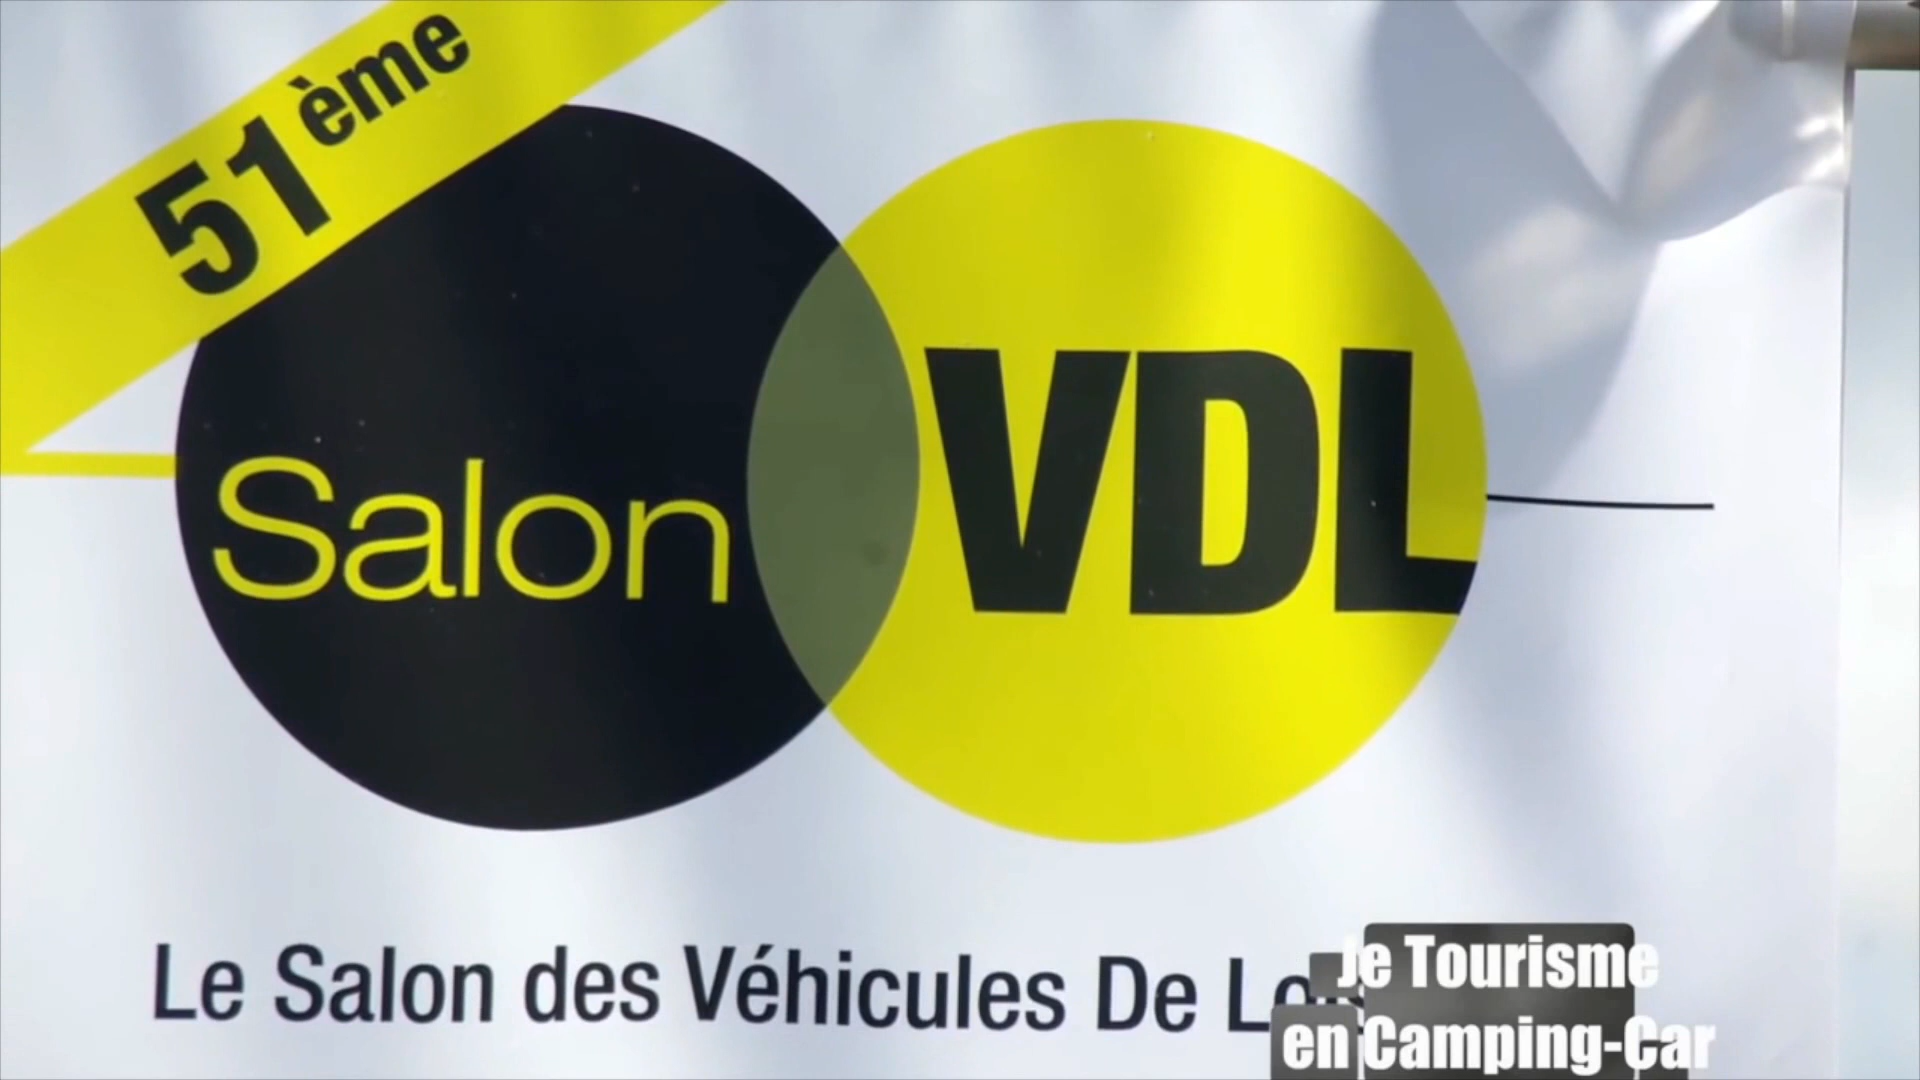 51ème
Salon VDL
Le Salon des Véhicules De
Je Tourisme
en Camping-Car